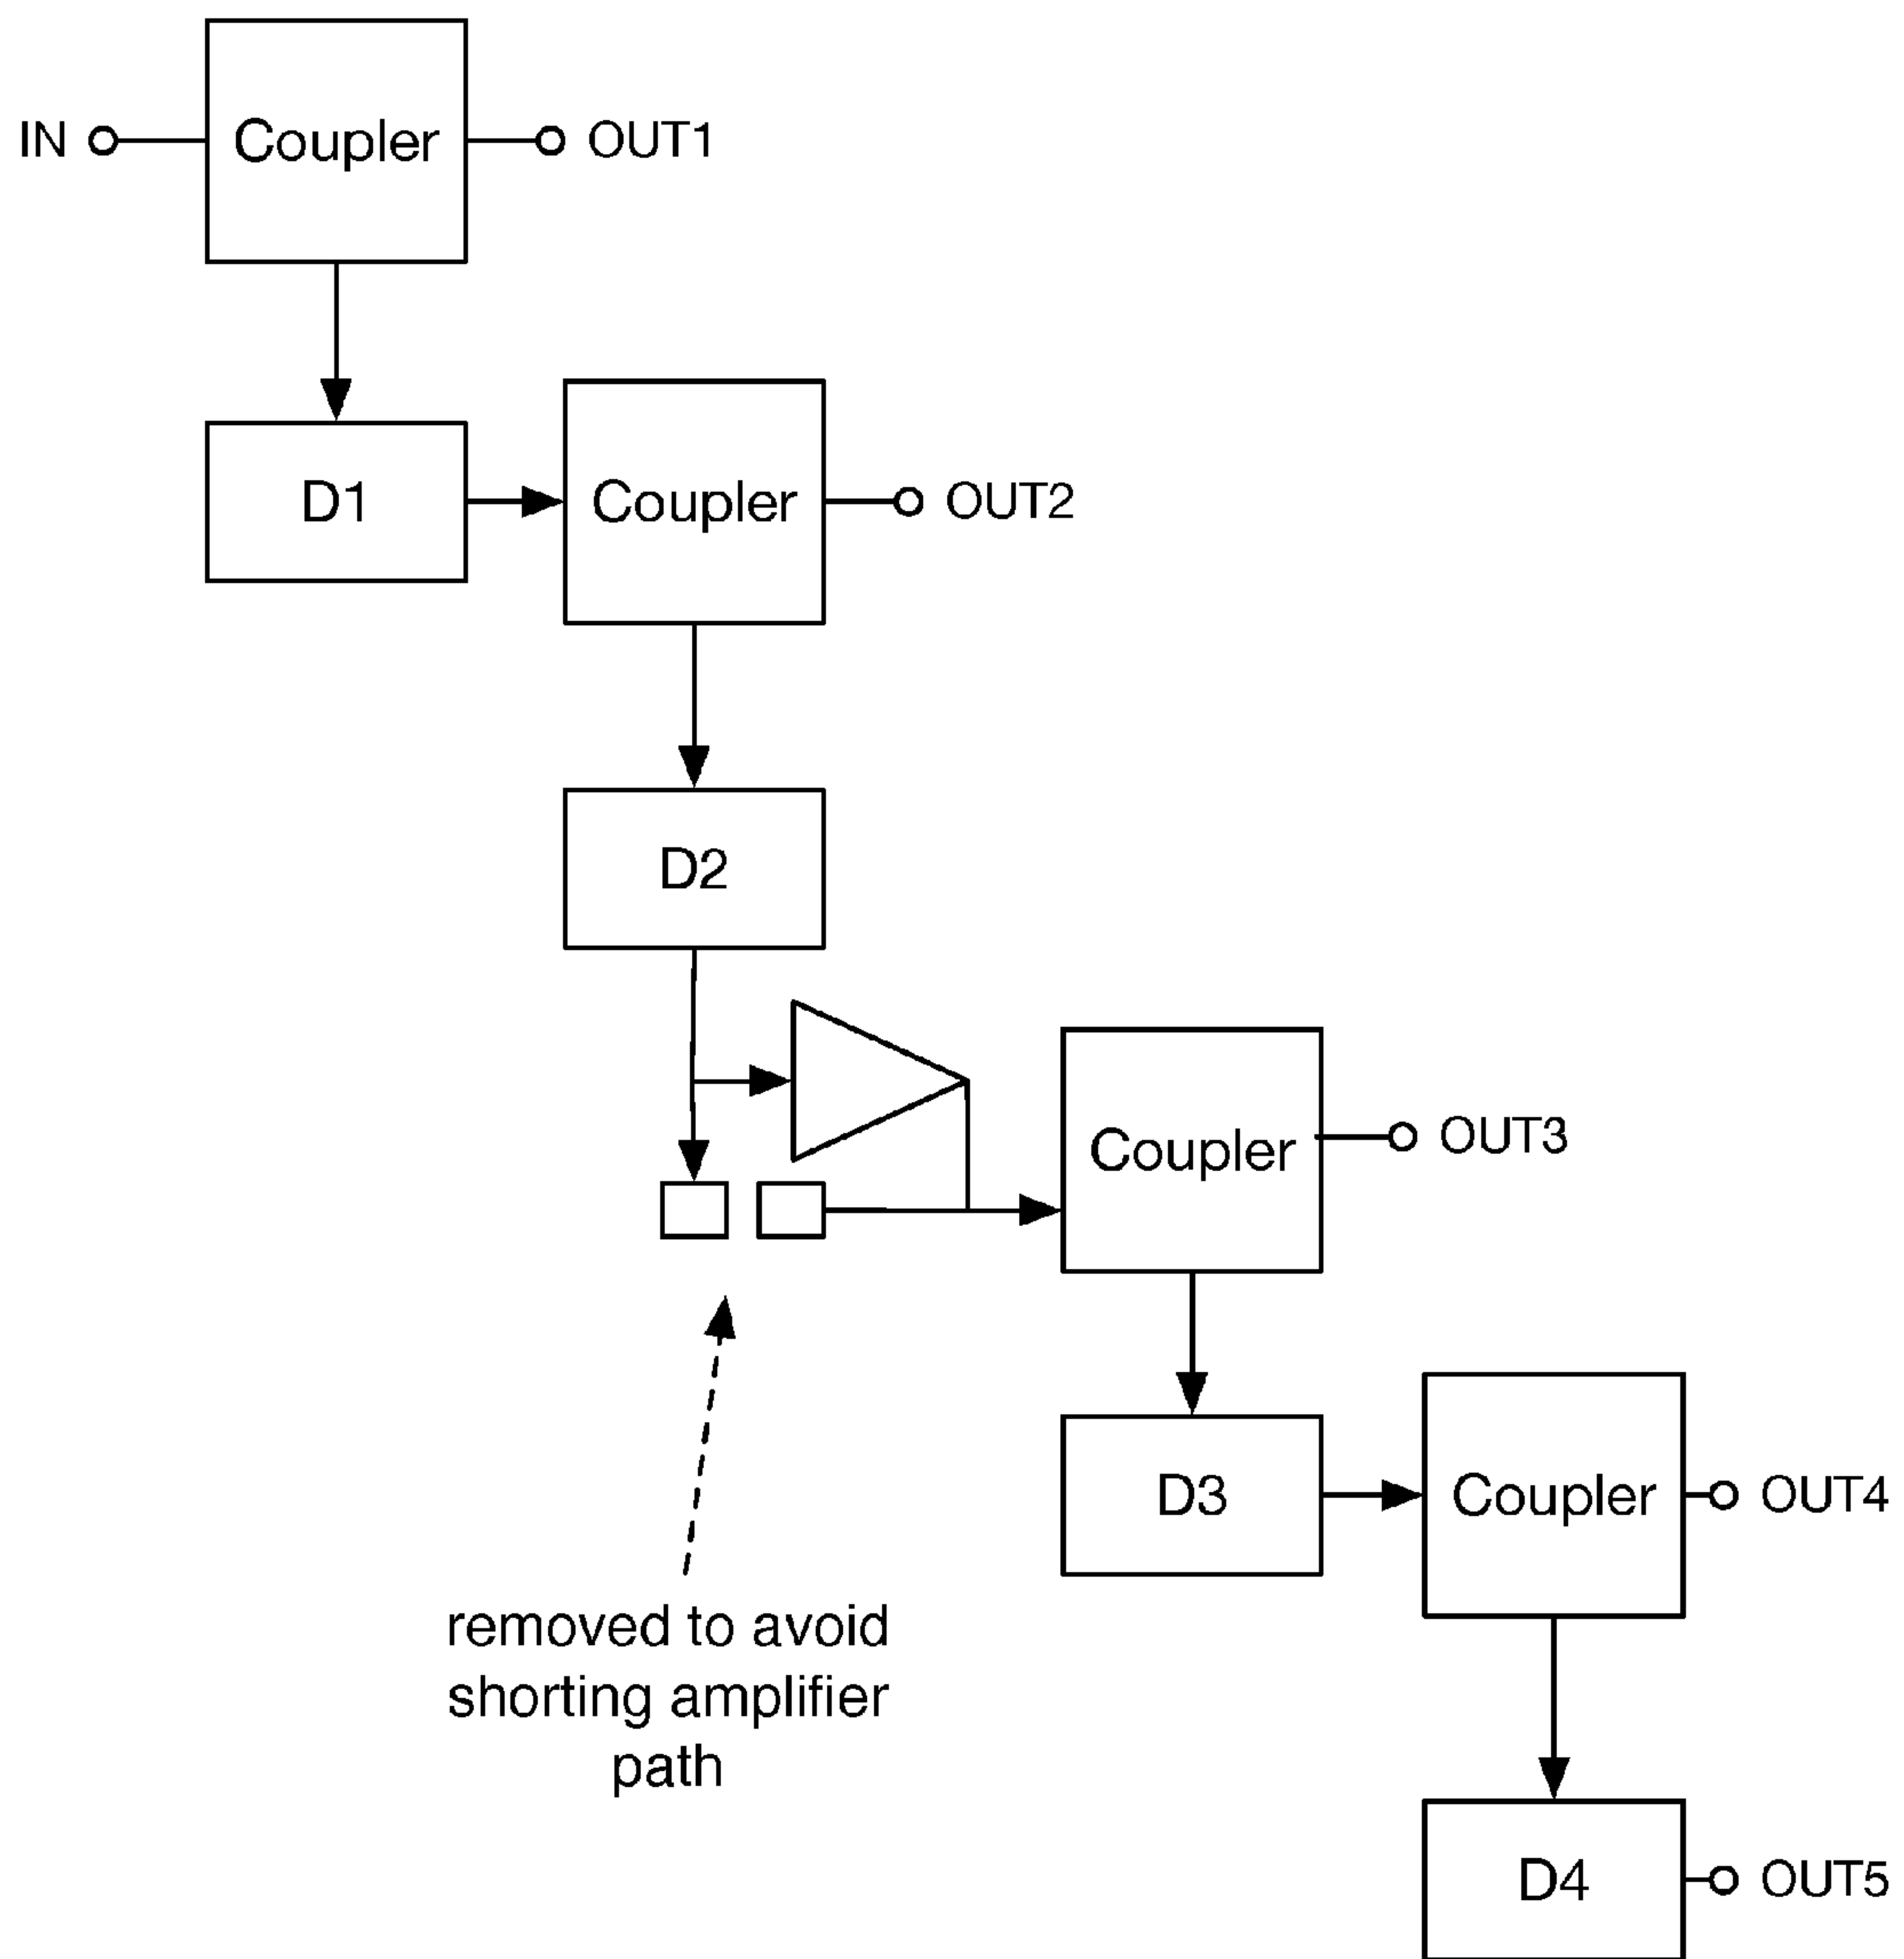 IN
Coupler
OUT1
D1
Coupler
OUT2
D2
Coupler
OUT3
D3
Coupler
OUT4
removed to avoid
shorting amplifier
path
D4
OUT5